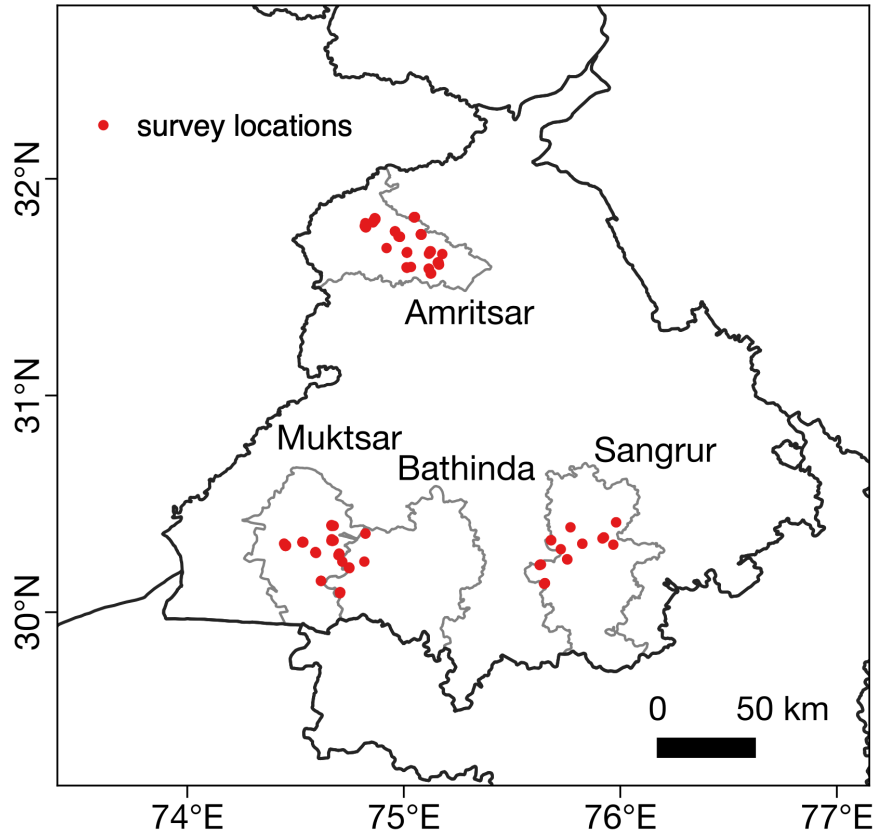 survey locations
32°N
Amritsar
31°N
Muktsar
Sangrur
Bathinda
30°N
0 50 km
74°E 75°E 76°E 77°E